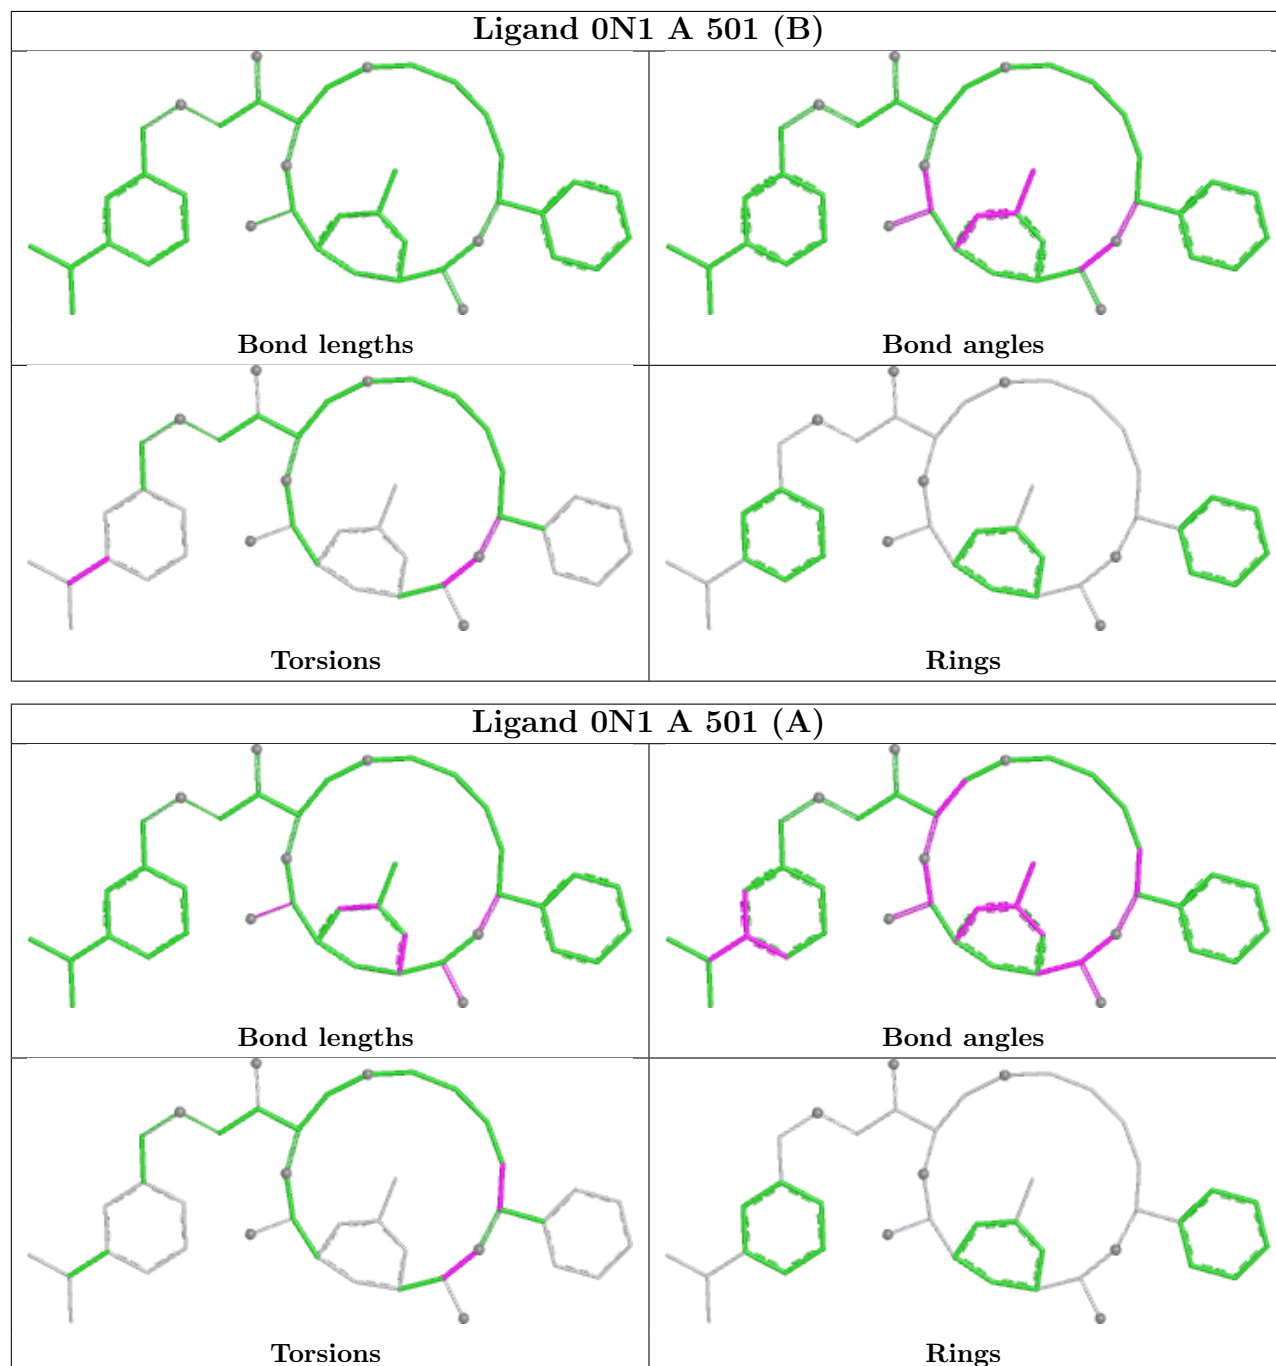 Ligand 0N1 A 501 (B)
Bond lengths
Bond angles
Torsions
Rings
Ligand 0N1 A 501 (A)
Bond lengths
Bond angles
Torsions
Rings